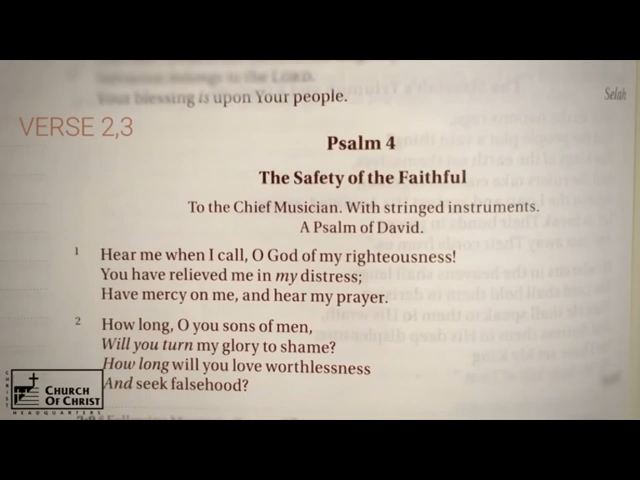 Your blessing is upon Your people.
Selah
VERSE 2,3
Psalm 4
The Safety of the Faithful
To the Chief Musician. With stringed instruments.
A Psalm of David.
1 Hear me when I call, O God of my righteousness!
You have relieved me in my distress;
Have mercy on me, and hear my prayer.
2 How long, O you sons of men,
Will you turn my glory to shame?
How long will you love worthlessness
And seek falsehood?
CHRIST
CHURCH
OF CHRIST
HEADQUARTERS